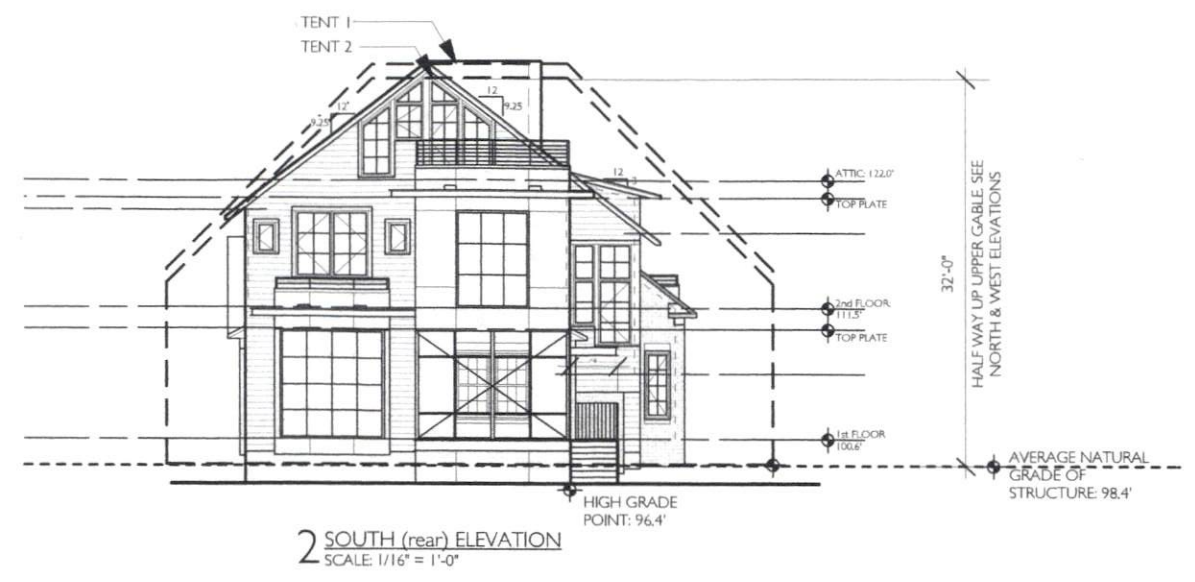 TENT 1
TENT 2
12"
9.25
12
9.25
12
ATTIC: 122.0'
TOP PLATE
HALF WAY UP UPPER GABLE SEE
NORTH & WEST ELEVATIONS
32'-0"
2nd FLOOR
111.5'
TOP PLATE
1st FLOOR
100.6'
AVERAGE NATURAL
GRADE OF
STRUCTURE: 98.4'
HIGH GRADE
POINT: 96.4'
2 SOUTH (rear) ELEVATION
SCALE: 1/16" = 1'-0"